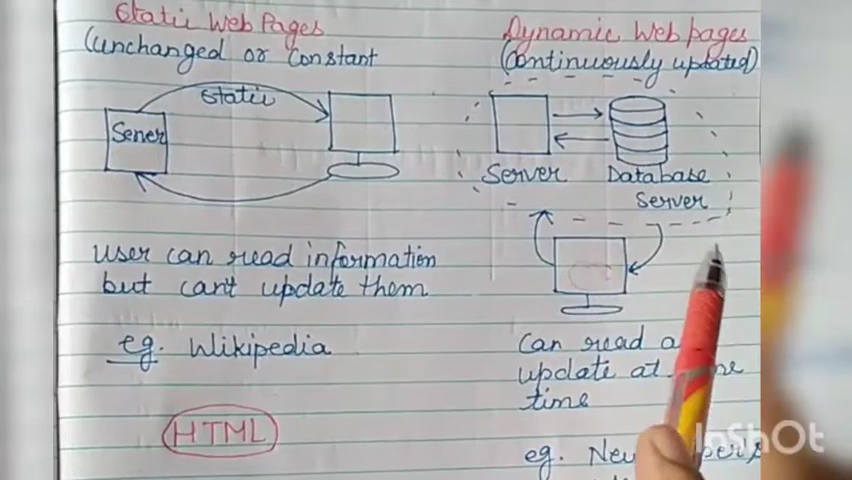 Static Web Pages
(unchanged or constant
Static
Server
User can read information
but can't update them
eg. Wikipedia
HTML
Dynamic Web pages
(Continuously updated)
Server
Database
Server
Can read
update at
time
eg.
InShOt